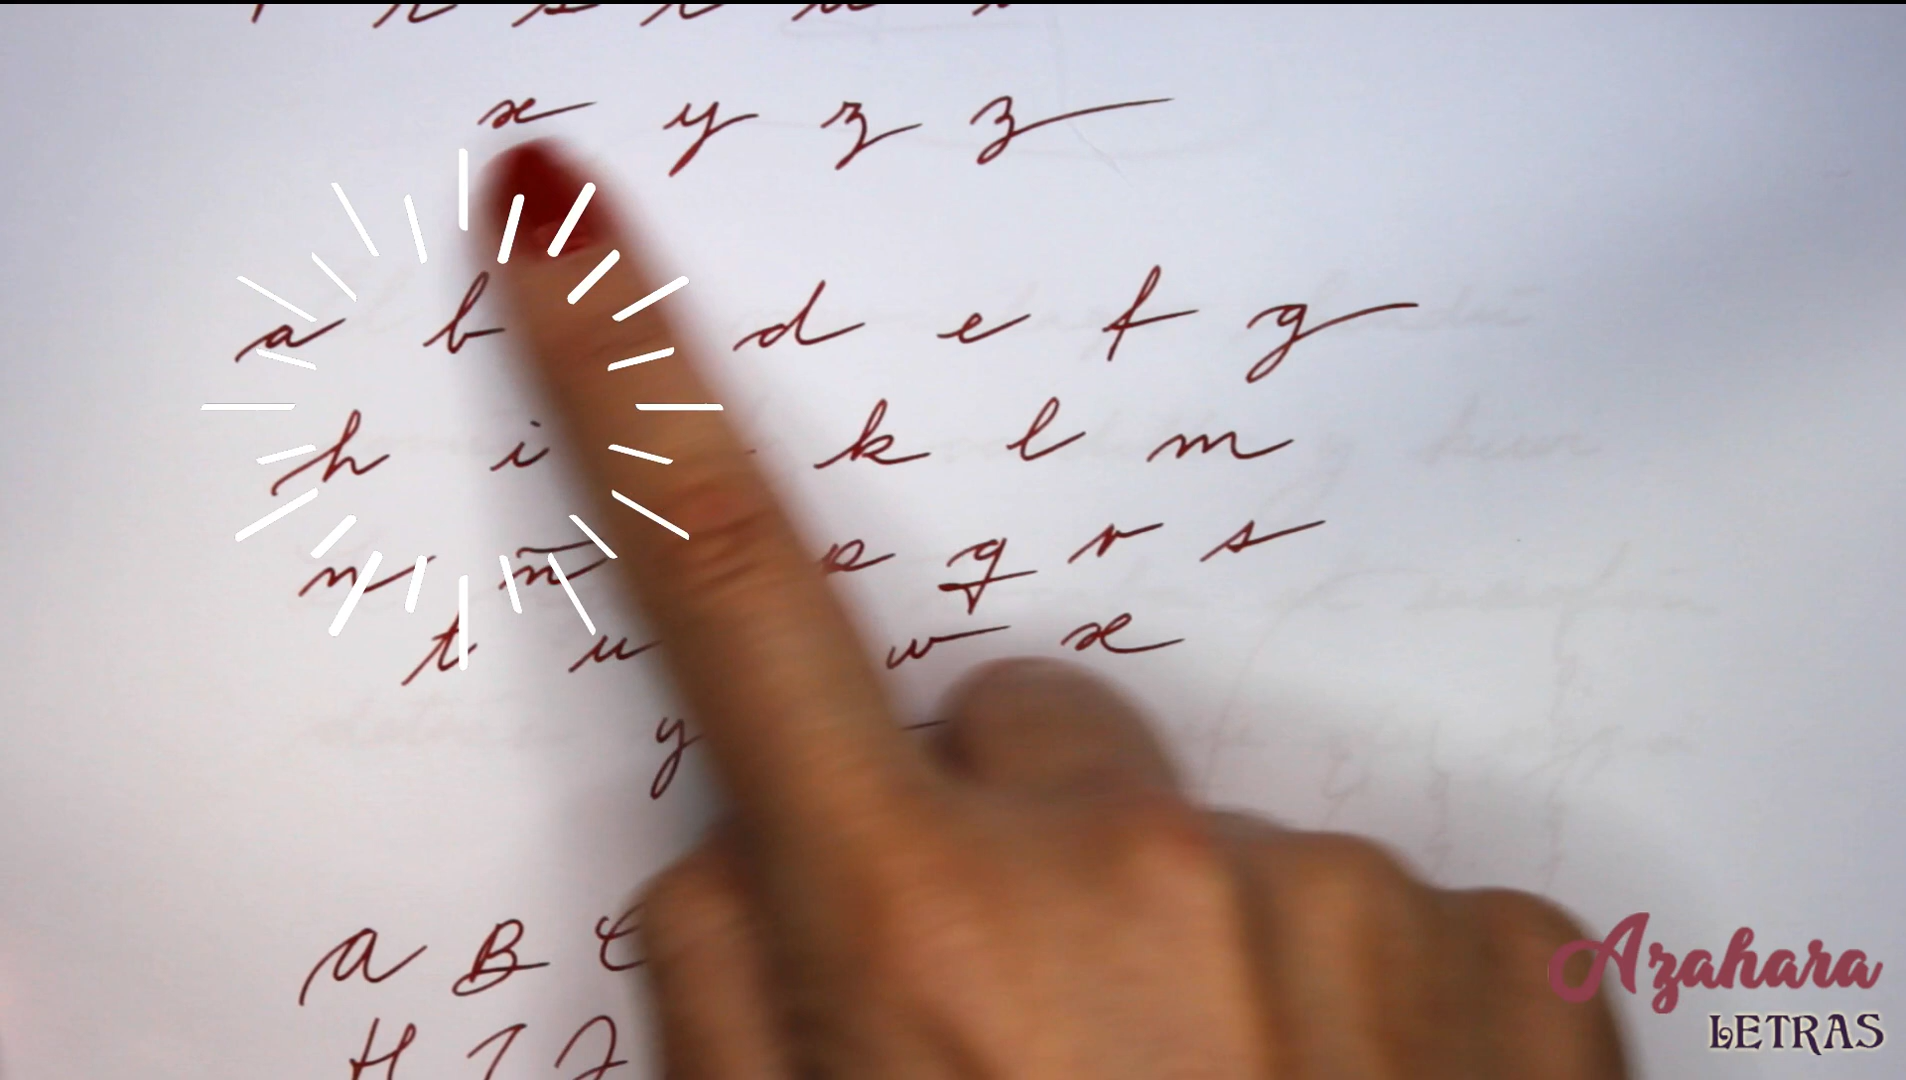 x y z z
a b d e f g
h i k l m
n ñ p q r s
t u w x
y
a B C
H I J
Azahara
LETRAS